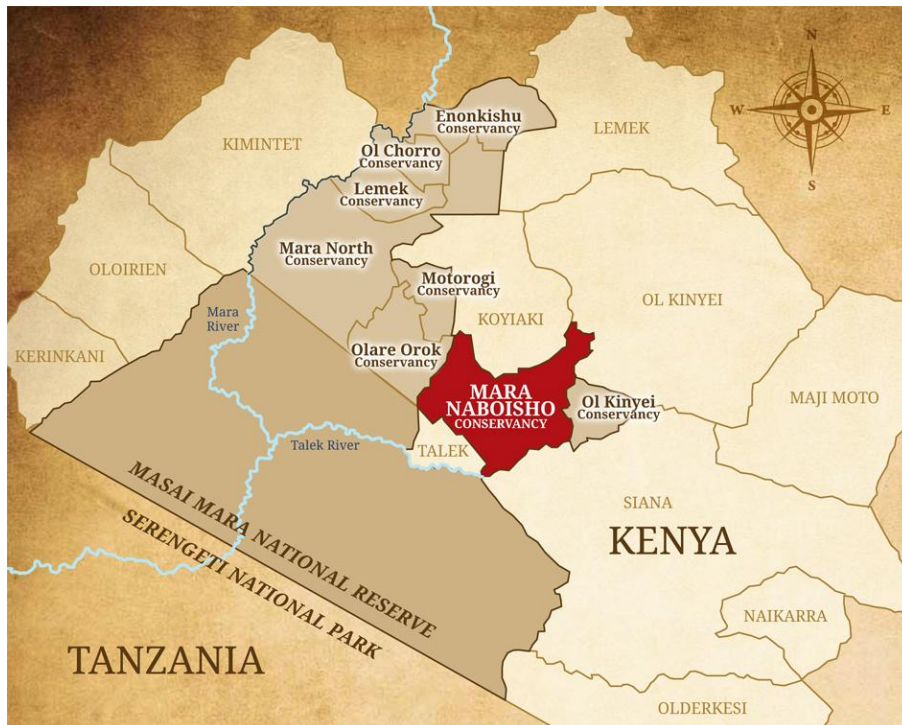 N
W
E
S
KIMINTET
Enonkishu
Conservancy
LEMEK
Ol Chorro
Conservancy
Lemek
Conservancy
Mara North
Conservancy
OLOIRIEN
Motorogi
Conservancy
OL KINYEI
Mara
River
KOYIAKI
KERINKANI
Olare Orok
Conservancy
MARA
NABOISHO
CONSERVANCY
Ol Kinyei
Conservancy
MAJI MOTO
Talek River
TALEK
MASAI MARA NATIONAL RESERVE
SERENGETI NATIONAL PARK
SIANA
KENYA
NAIKARRA
TANZANIA
OLDERKESI